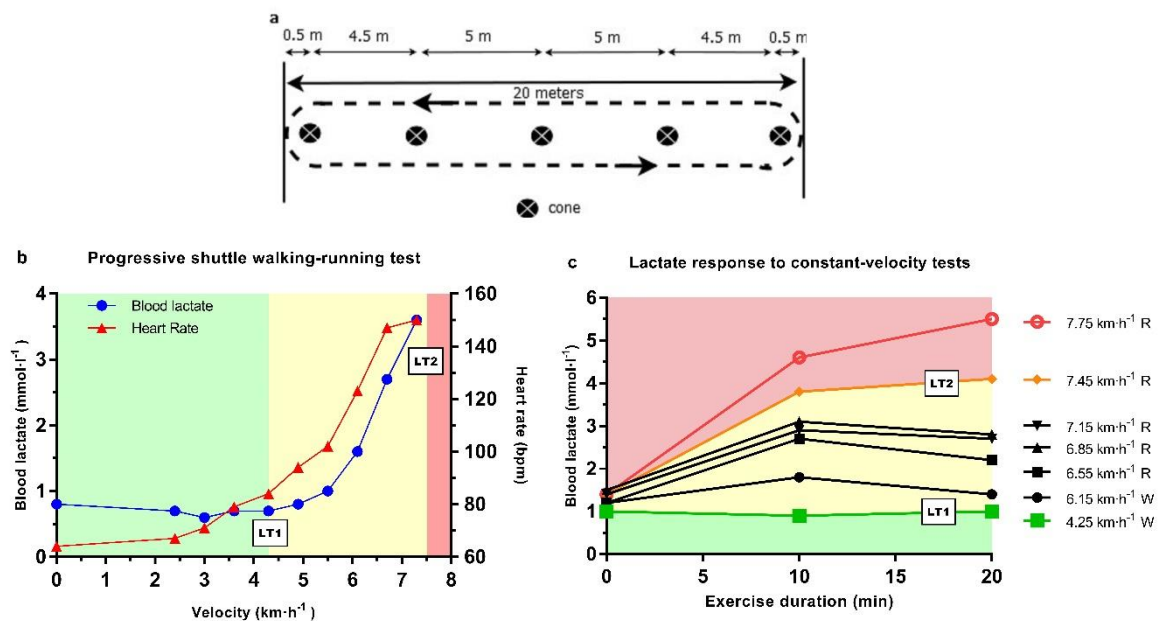 a
0.5 m 4.5 m 5 m 5 m 4.5 m 0.5 m
20 meters
cone
b Progressive shuttle walking-running test
Blood lactate
Heart Rate
LT1
LT2
4
3
2
1
0
160
140
120
100
80
60
0 1 2 3 4 5 6 7 8
Blood lactate (mmol·l⁻¹)
Heart rate (bpm)
Velocity (km·h⁻¹)
c Lactate response to constant-velocity tests
6
5
4
3
2
1
0
LT2
LT1
0 5 10 15 20
Blood lactate (mmol·l⁻¹)
Exercise duration (min)
7.75 km·h⁻¹ R
7.45 km·h⁻¹ R
7.15 km·h⁻¹ R
6.85 km·h⁻¹ R
6.55 km·h⁻¹ R
6.15 km·h⁻¹ W
4.25 km·h⁻¹ W